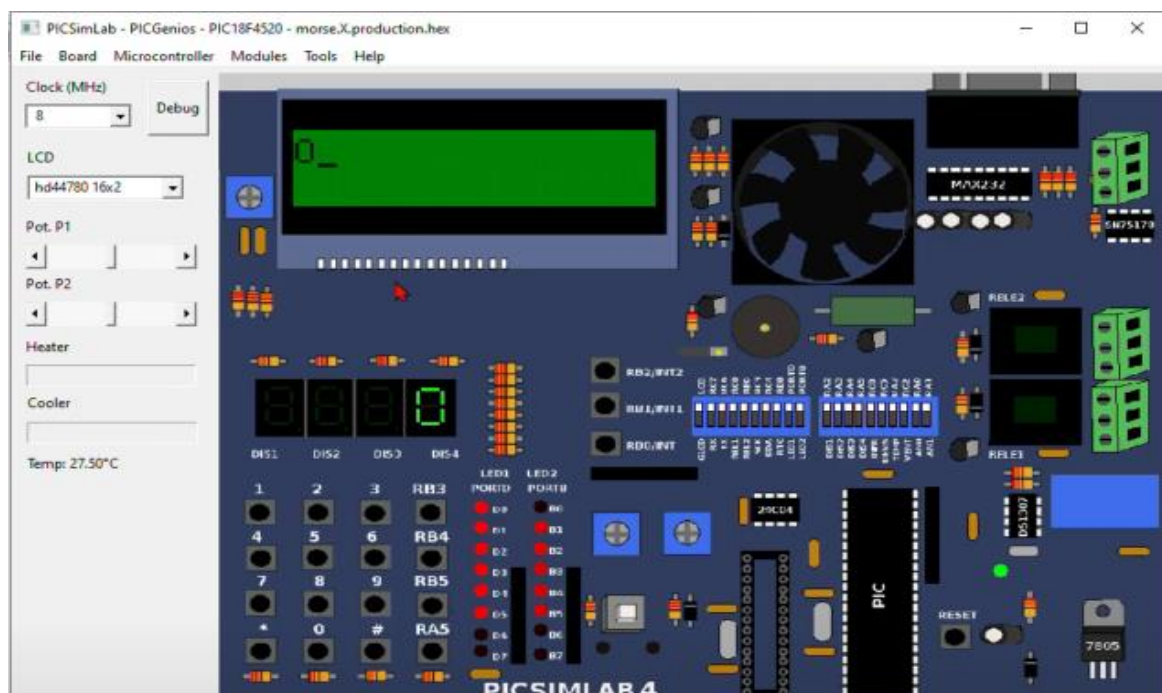 PICSimLab - PICGenios - PIC18F4520 - morse.X.production.hex
File Board Microcontroller Modules Tools Help
Clock (MHz)
8
Debug
LCD
hd44780 16x2
Pot. P1
Pot. P2
Heater
Cooler
Temp: 27.50°C
O_
MAX232
SN75178
RELE2
RB2/INT2
RB1/INT1
RB0/INT
RELE1
0
DIS1 DIS2 DIS3 DIS4
LED1 LED2
PORTD PORTB
1 2 3 RB3
4 5 6 RB4
7 8 9 RB5
* 0 # RA5
D0 B0
D1 B1
D2 B2
D3 B3
D4 B4
D5 B5
D6 B6
D7 B7
24C04
DS1307
PIC
RESET
7805
PICSIMLAB 4